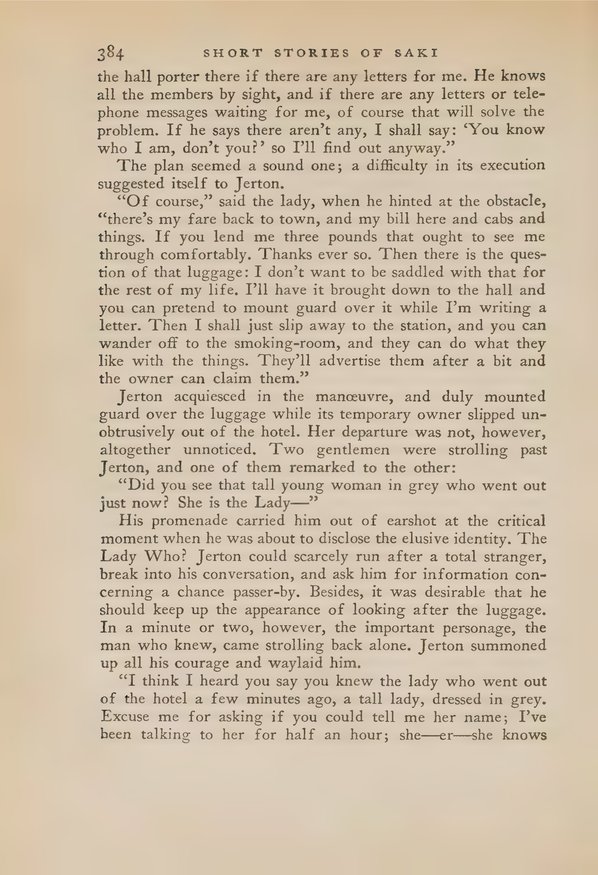 384 SHORT STORIES OF SAKI
the hall porter there if there are any letters for me. He knows
all the members by sight, and if there are any letters or tele-
phone messages waiting for me, of course that will solve the
problem. If he says there aren’t any, I shall say: ‘You know
who I am, don’t you?’ so I’ll find out anyway.”
The plan seemed a sound one; a difficulty in its execution
suggested itself to Jerton.
“Of course,” said the lady, when he hinted at the obstacle,
“there’s my fare back to town, and my bill here and cabs and
things. If you lend me three pounds that ought to see me
through comfortably. Thanks ever so. Then there is the ques-
tion of that luggage: I don’t want to be saddled with that for
the rest of my life. I’ll have it brought down to the hall and
you can pretend to mount guard over it while I’m writing a
letter. Then I shall just slip away to the station, and you can
wander off to the smoking-room, and they can do what they
like with the things. They’ll advertise them after a bit and
the owner can claim them.”
Jerton acquiesced in the manœuvre, and duly mounted
guard over the luggage while its temporary owner slipped un-
obtrusively out of the hotel. Her departure was not, however,
altogether unnoticed. Two gentlemen were strolling past
Jerton, and one of them remarked to the other:
“Did you see that tall young woman in grey who went out
just now? She is the Lady—”
His promenade carried him out of earshot at the critical
moment when he was about to disclose the elusive identity. The
Lady Who? Jerton could scarcely run after a total stranger,
break into his conversation, and ask him for information con-
cerning a chance passer-by. Besides, it was desirable that he
should keep up the appearance of looking after the luggage.
In a minute or two, however, the important personage, the
man who knew, came strolling back alone. Jerton summoned
up all his courage and waylaid him.
“I think I heard you say you knew the lady who went out
of the hotel a few minutes ago, a tall lady, dressed in grey.
Excuse me for asking if you could tell me her name; I’ve
been talking to her for half an hour; she—er—she knows